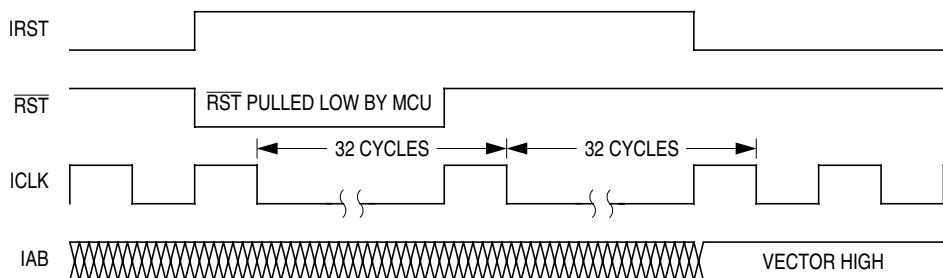 IRST
RST RST PULLED LOW BY MCU
32 CYCLES 32 CYCLES
ICLK
IAB VECTOR HIGH